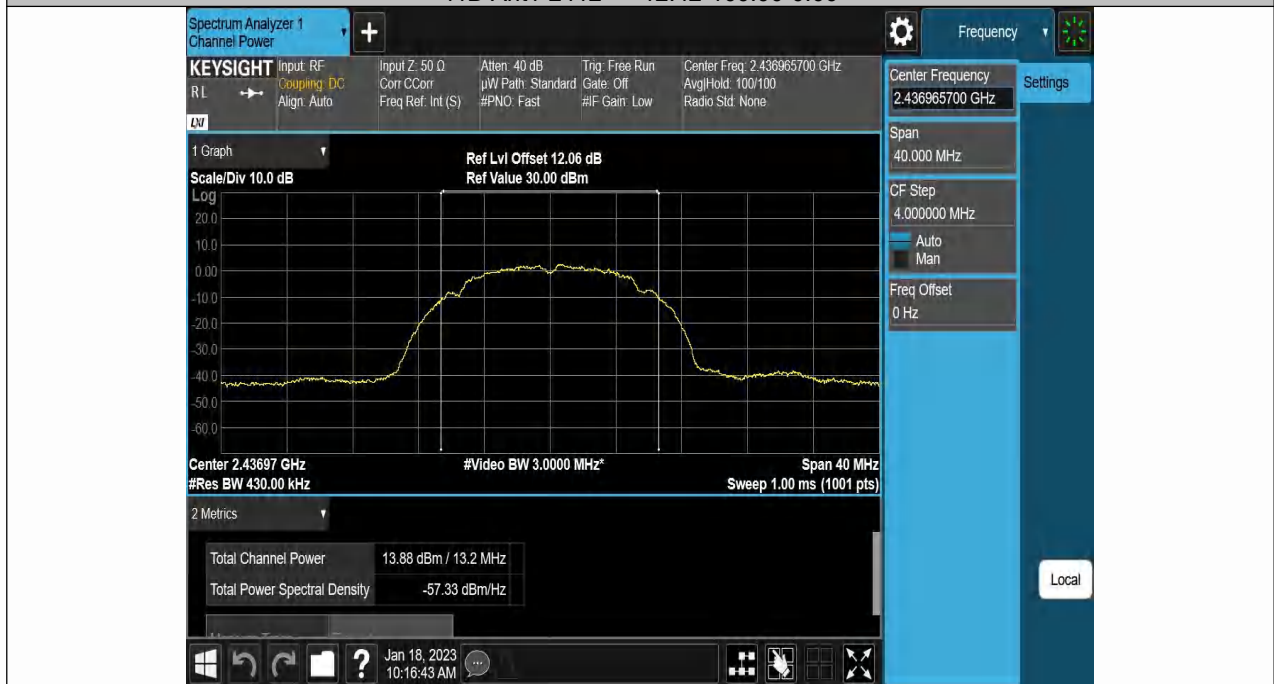 Spectrum Analyzer 1
Channel Power
+
Frequency
KEYSIGHT
RL
LXI
Input: RF
Coupling: DC
Align: Auto
Input Z: 50 Ω
Corr CCorr
Freq Ref: Int (S)
Atten: 40 dB
µW Path: Standard
#PNO: Fast
Trig: Free Run
Gate: Off
#IF Gain: Low
Center Freq: 2.436965700 GHz
Avg|Hold: 100/100
Radio Std: None
Center Frequency
2.436965700 GHz
Settings
Span
40.000 MHz
CF Step
4.000000 MHz
Auto
Man
Freq Offset
0 Hz
Local
1 Graph
Scale/Div 10.0 dB
Ref Lvl Offset 12.06 dB
Ref Value 30.00 dBm
Log
20.0
10.0
0.00
-10.0
-20.0
-30.0
-40.0
-50.0
-60.0
Center 2.43697 GHz
#Video BW 3.0000 MHz*
Span 40 MHz
#Res BW 430.00 kHz
Sweep 1.00 ms (1001 pts)
2 Metrics
Total Channel Power 13.88 dBm / 13.2 MHz
Total Power Spectral Density -57.33 dBm/Hz
?
Jan 18, 2023
10:16:43 AM